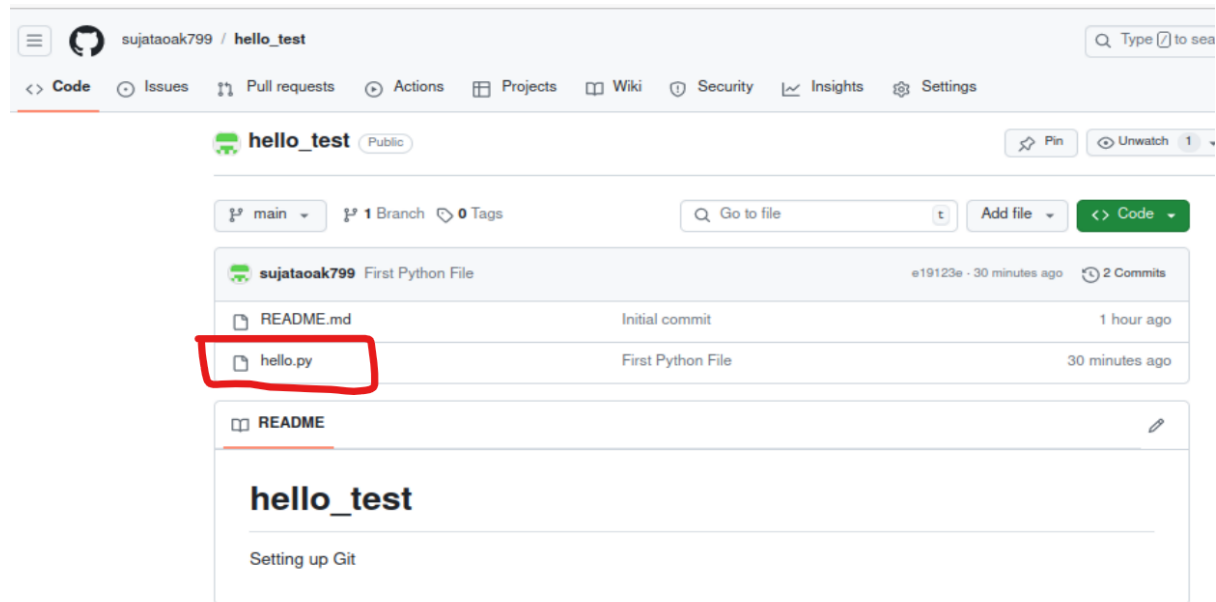 sujataoak799 / hello_test
Type / to sea
Code Issues Pull requests Actions Projects Wiki Security Insights Settings
hello_test Public Pin Unwatch 1
main 1 Branch 0 Tags Go to file t Add file Code
sujataoak799 First Python File e19123e · 30 minutes ago 2 Commits
README.md Initial commit 1 hour ago
hello.py First Python File 30 minutes ago
README
hello_test
Setting up Git